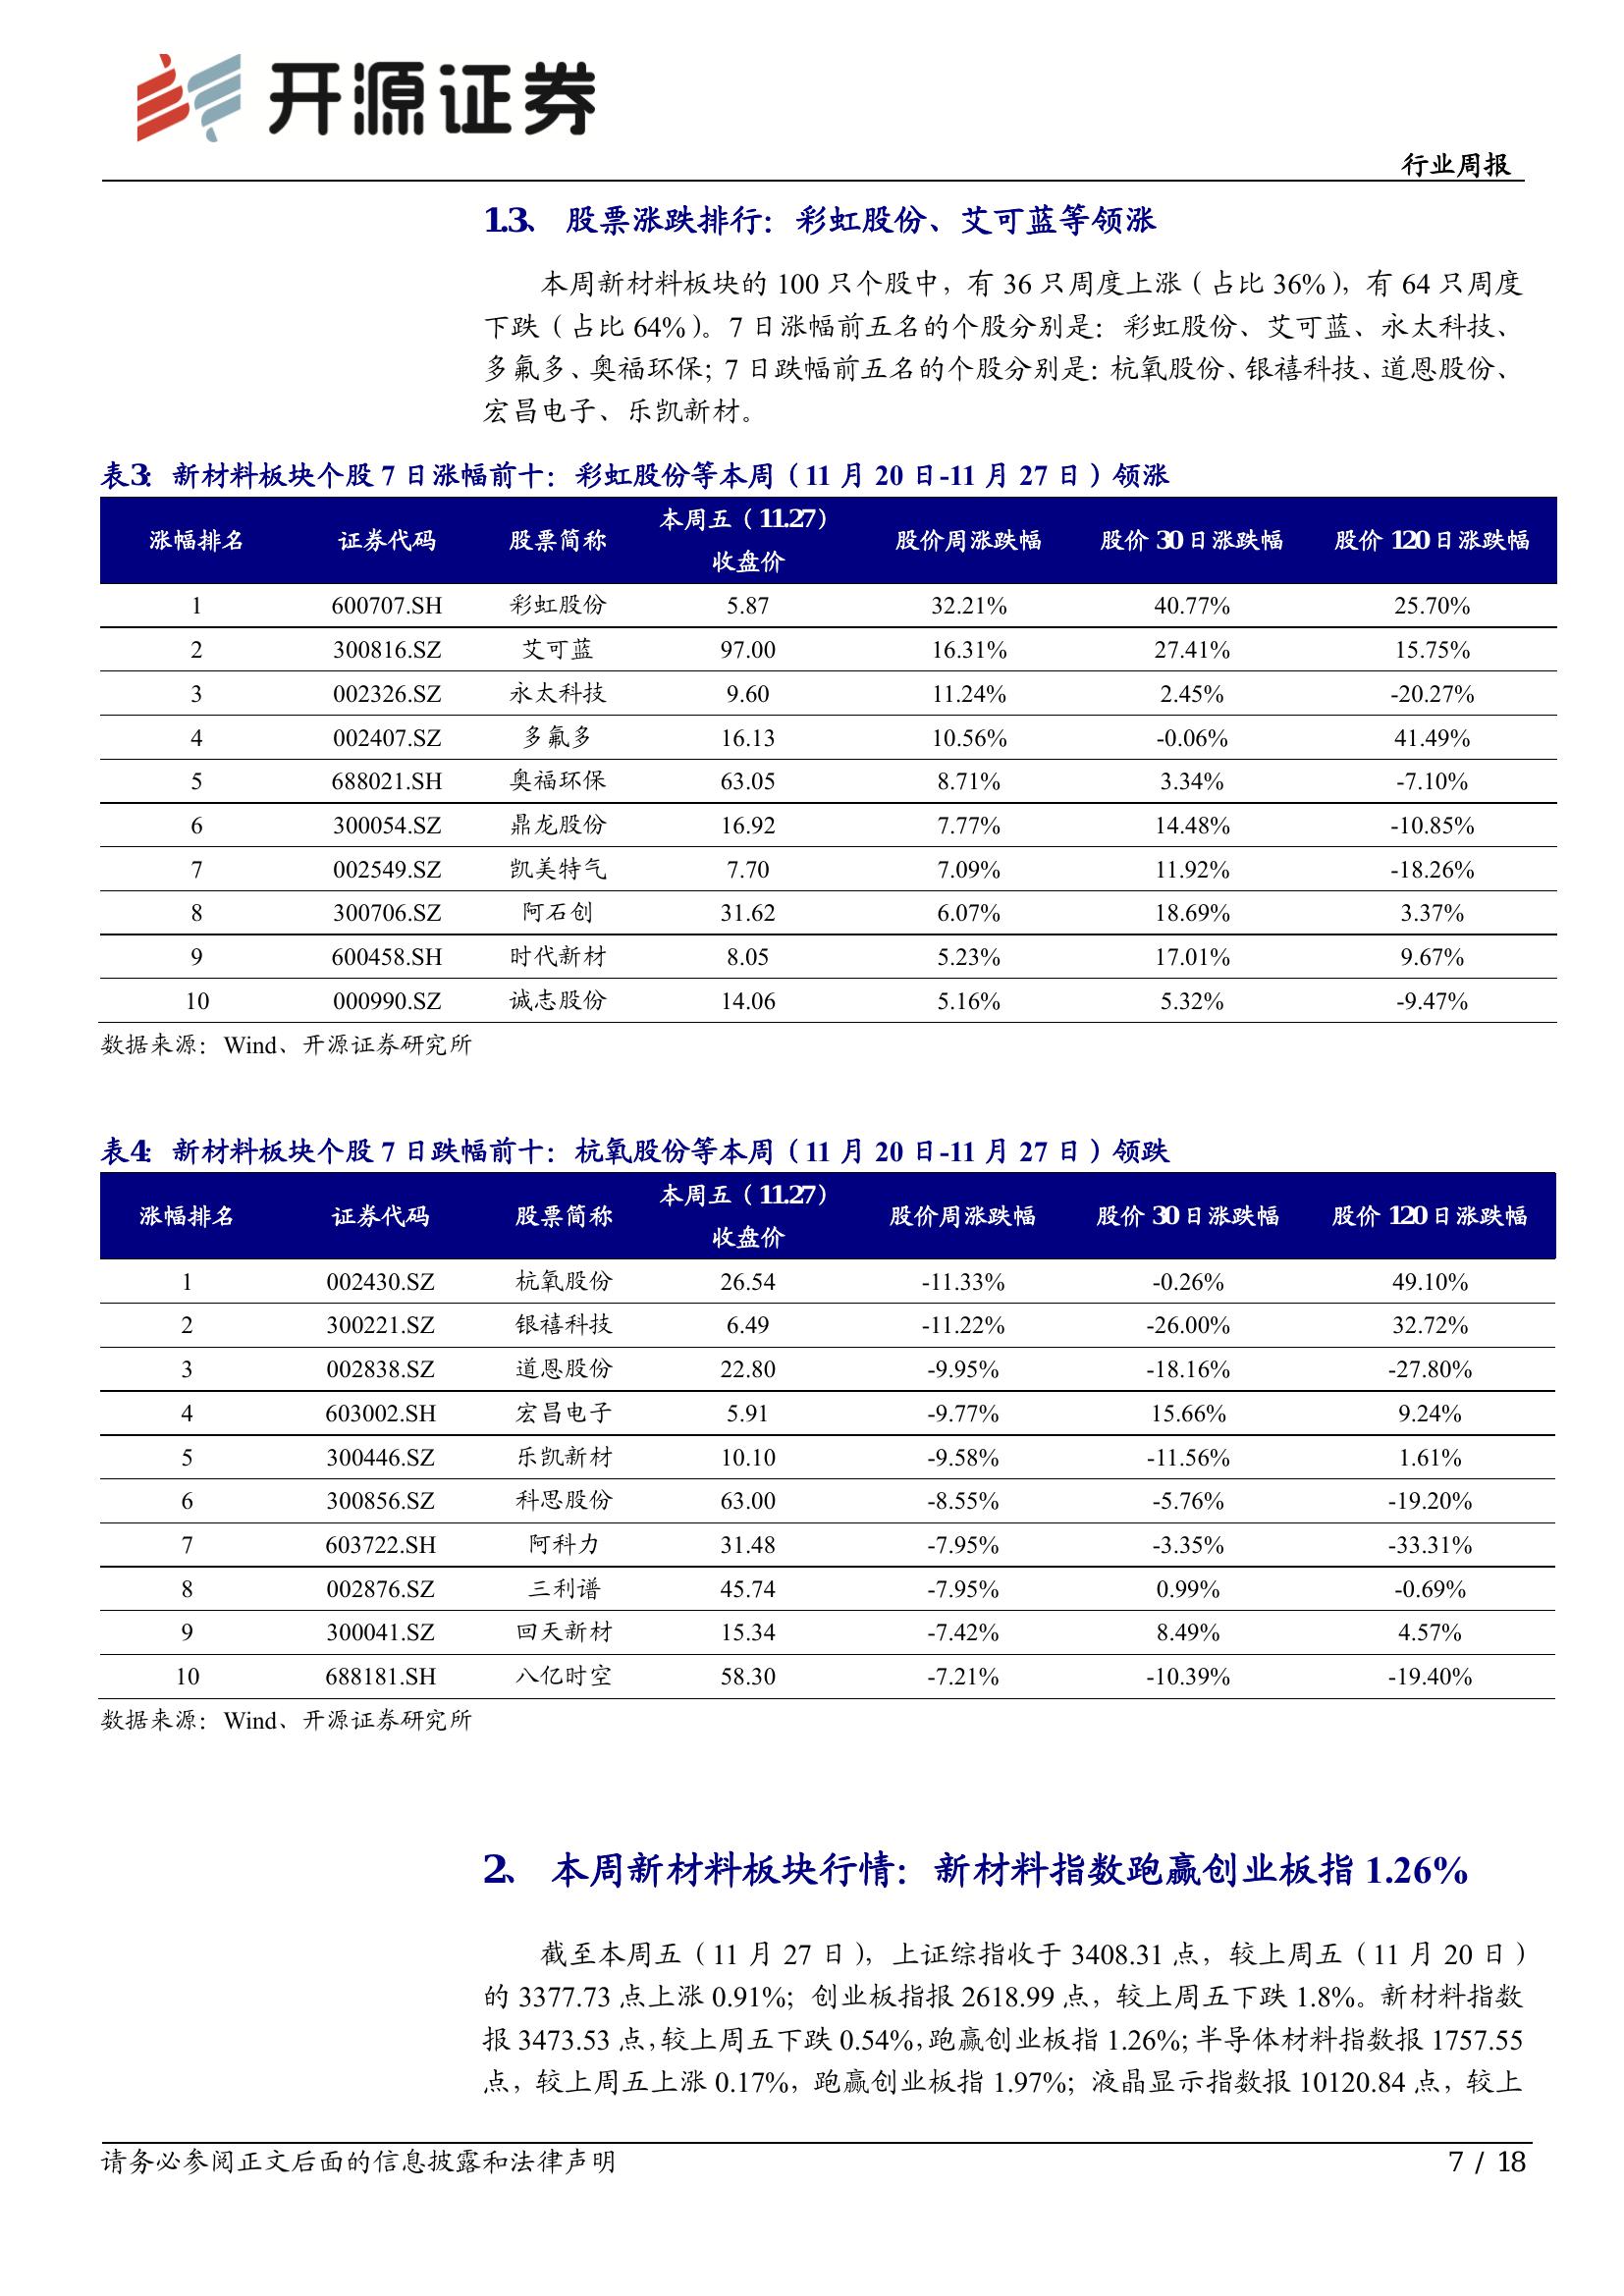 开源证券
行业周报
1.3、 股票涨跌排行：彩虹股份、艾可蓝等领涨
本周新材料板块的 100 只个股中，有 36 只周度上涨（占比 36%），有 64 只周度
下跌（占比 64%）。7 日涨幅前五名的个股分别是：彩虹股份、艾可蓝、永太科技、
多氟多、奥福环保；7 日跌幅前五名的个股分别是：杭氧股份、银禧科技、道恩股份、
宏昌电子、乐凯新材。
表3：新材料板块个股 7 日涨幅前十：彩虹股份等本周（11 月 20 日-11 月 27 日）领涨
涨幅排名 证券代码 股票简称 本周五（11.27）收盘价 股价周涨跌幅 股价 30 日涨跌幅 股价 120 日涨跌幅
1 600707.SH 彩虹股份 5.87 32.21% 40.77% 25.70%
2 300816.SZ 艾可蓝 97.00 16.31% 27.41% 15.75%
3 002326.SZ 永太科技 9.60 11.24% 2.45% -20.27%
4 002407.SZ 多氟多 16.13 10.56% -0.06% 41.49%
5 688021.SH 奥福环保 63.05 8.71% 3.34% -7.10%
6 300054.SZ 鼎龙股份 16.92 7.77% 14.48% -10.85%
7 002549.SZ 凯美特气 7.70 7.09% 11.92% -18.26%
8 300706.SZ 阿石创 31.62 6.07% 18.69% 3.37%
9 600458.SH 时代新材 8.05 5.23% 17.01% 9.67%
10 000990.SZ 诚志股份 14.06 5.16% 5.32% -9.47%
数据来源：Wind、开源证券研究所
表4：新材料板块个股 7 日跌幅前十：杭氧股份等本周（11 月 20 日-11 月 27 日）领跌
涨幅排名 证券代码 股票简称 本周五（11.27）收盘价 股价周涨跌幅 股价 30 日涨跌幅 股价 120 日涨跌幅
1 002430.SZ 杭氧股份 26.54 -11.33% -0.26% 49.10%
2 300221.SZ 银禧科技 6.49 -11.22% -26.00% 32.72%
3 002838.SZ 道恩股份 22.80 -9.95% -18.16% -27.80%
4 603002.SH 宏昌电子 5.91 -9.77% 15.66% 9.24%
5 300446.SZ 乐凯新材 10.10 -9.58% -11.56% 1.61%
6 300856.SZ 科思股份 63.00 -8.55% -5.76% -19.20%
7 603722.SH 阿科力 31.48 -7.95% -3.35% -33.31%
8 002876.SZ 三利谱 45.74 -7.95% 0.99% -0.69%
9 300041.SZ 回天新材 15.34 -7.42% 8.49% 4.57%
10 688181.SH 八亿时空 58.30 -7.21% -10.39% -19.40%
数据来源：Wind、开源证券研究所
2、 本周新材料板块行情：新材料指数跑赢创业板指 1.26%
截至本周五（11 月 27 日），上证综指收于 3408.31 点，较上周五（11 月 20 日）
的 3377.73 点上涨 0.91%；创业板指报 2618.99 点，较上周五下跌 1.8%。新材料指数
报 3473.53 点，较上周五下跌 0.54%，跑赢创业板指 1.26%；半导体材料指数报 1757.55
点，较上周五上涨 0.17%，跑赢创业板指 1.97%；液晶显示指数报 10120.84 点，较上
请务必参阅正文后面的信息披露和法律声明
7 / 18